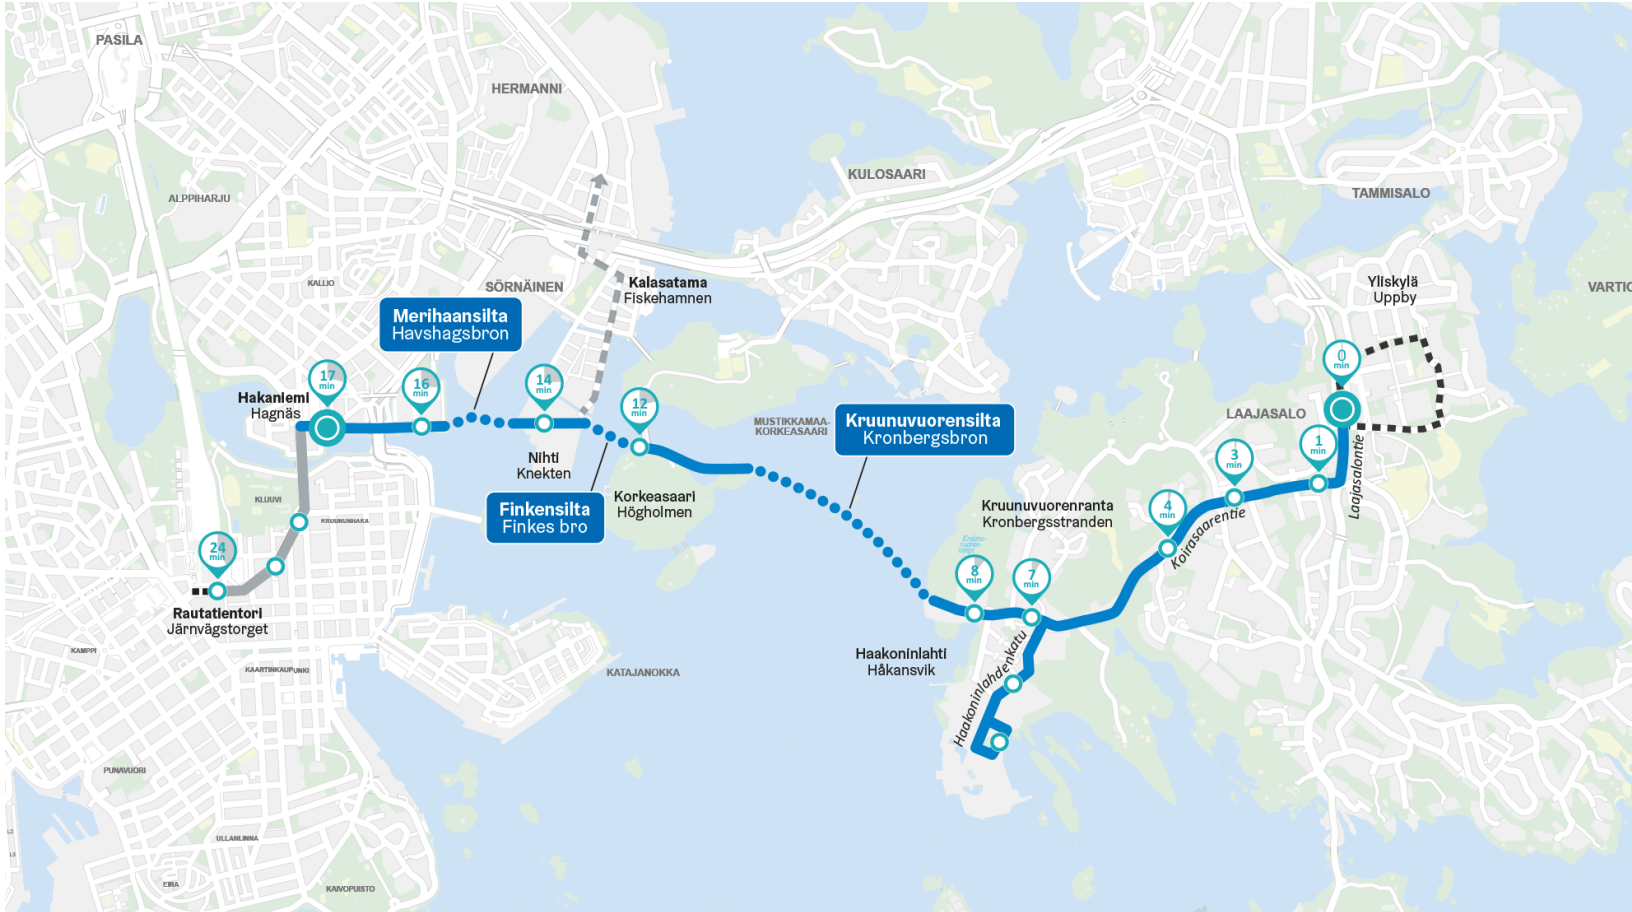 PASILA
HERMANNI
KULOSAARI
TAMMISALO
ALPPIHARJU
KALLIO
SÖRNÄINEN
Kalasatama
Fiskehamnen
Yliskylä
Uppby
VARTIO
Merihaansilta
Havshagsbron
0
min
17
min
16
min
14
min
12
min
Hakaniemi
Hagnäs
MUSTIKKAMAA-
KORKEASAARI
Kruunuvuorensilta
Kronbergsbron
LAAJASALO
Laajasalontie
1
min
3
min
Nihti
Knekten
Finkensilta
Finkes bro
Korkeasaari
Högholmen
Kruunuvuorenranta
Kronbergsstranden
4
min
Koirasaarentie
KLUUVI
KRUUNUNHAKA
24
min
8
min
7
min
Rautatientori
Järnvägstorget
Haakoninlahti
Håkansvik
Haakoninlahdenkatu
KAMPPI
KAARTINKAUPUNKI
KATAJANOKKA
PUNAVUORI
ULLANLINNA
EIRA
KAIVOPUISTO
L2
L3